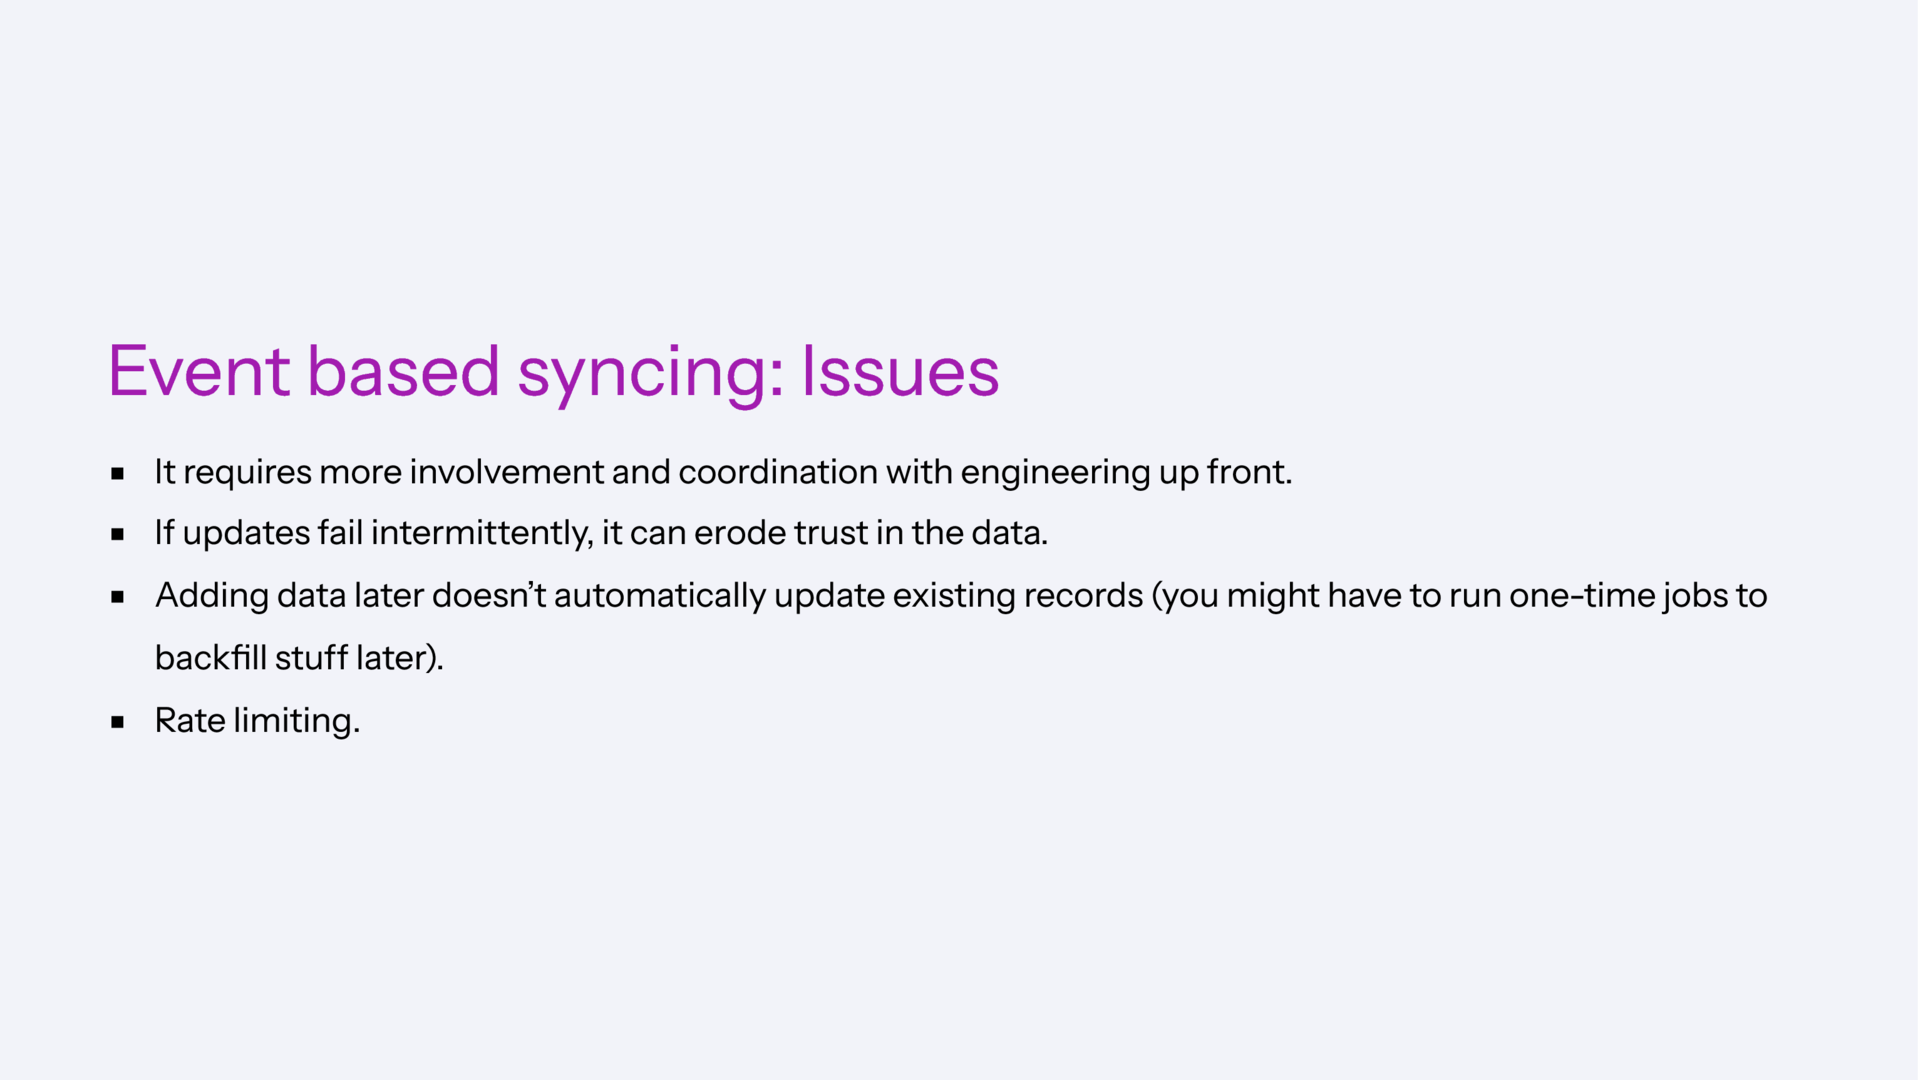 Event based syncing: Issues
▪ It requires more involvement and coordination with engineering up front.
▪ If updates fail intermittently, it can erode trust in the data.
▪ Adding data later doesn’t automatically update existing records (you might have to run one-time jobs to
backfill stuff later).
▪ Rate limiting.